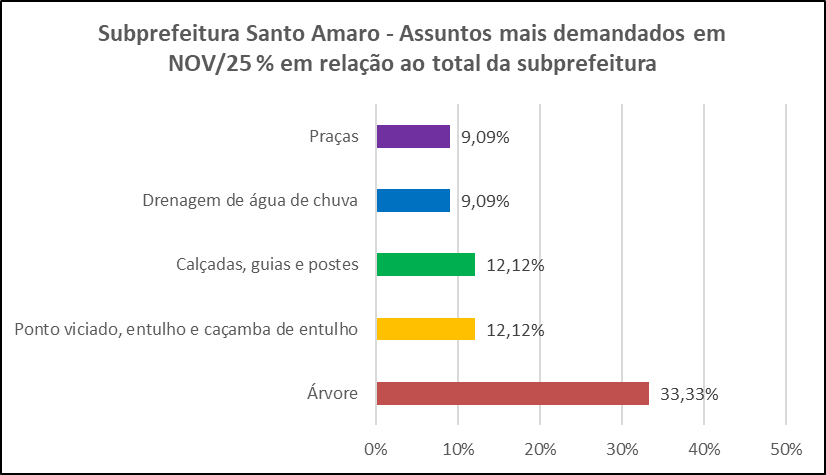 Subprefeitura Santo Amaro - Assuntos mais demandados em
NOV/25 % em relação ao total da subprefeitura
Praças 9,09%
Drenagem de água de chuva 9,09%
Calçadas, guias e postes 12,12%
Ponto viciado, entulho e caçamba de entulho 12,12%
Árvore 33,33%
0% 10% 20% 30% 40% 50%